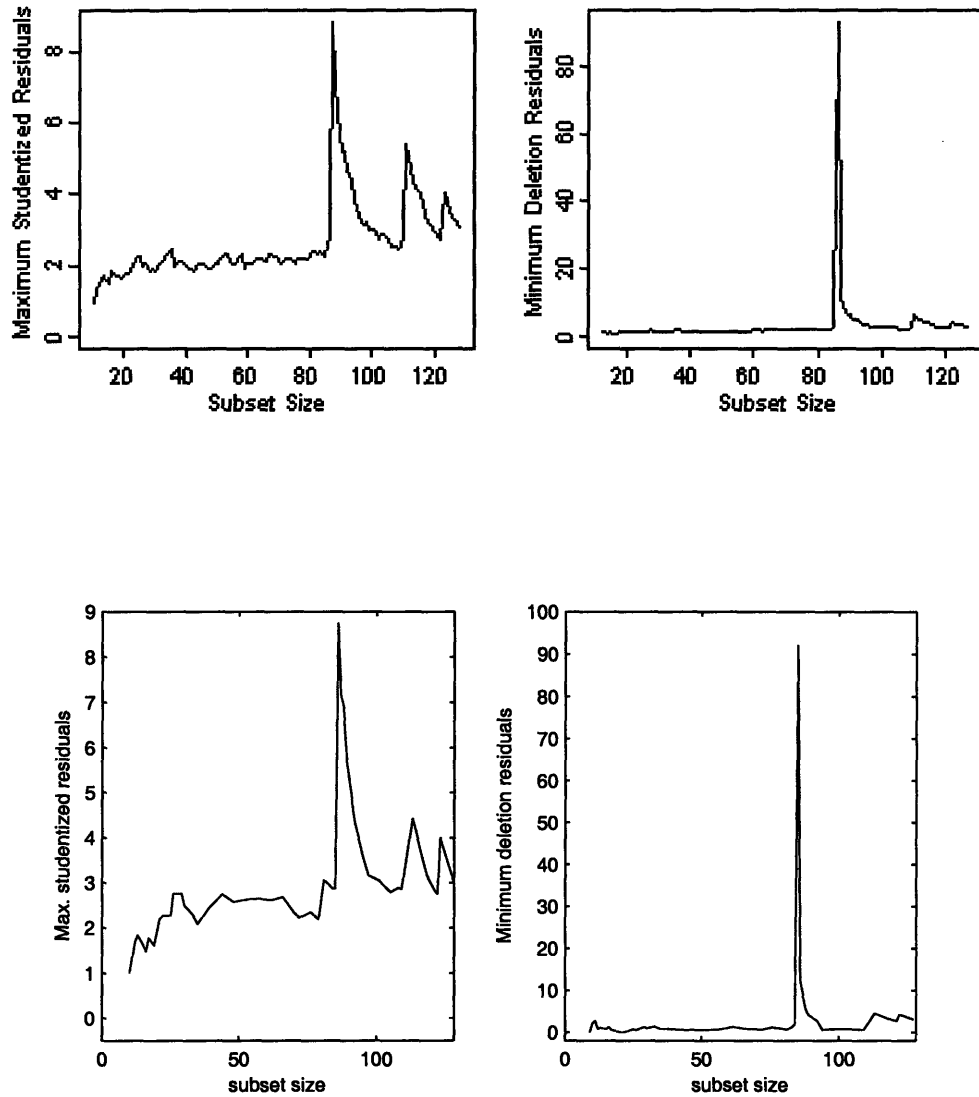 Maximum Studentized Residuals
8
6
4
2
0
20 40 60 80 100 120
Subset Size
Minimum Deletion Residuals
80
60
40
20
0
20 40 60 80 100 120
Subset Size
Max. studentized residuals
9
8
7
6
5
4
3
2
1
0
0 50 100
subset size
Minimum deletion residuals
100
90
80
70
60
50
40
30
20
10
0
0 50 100
subset size